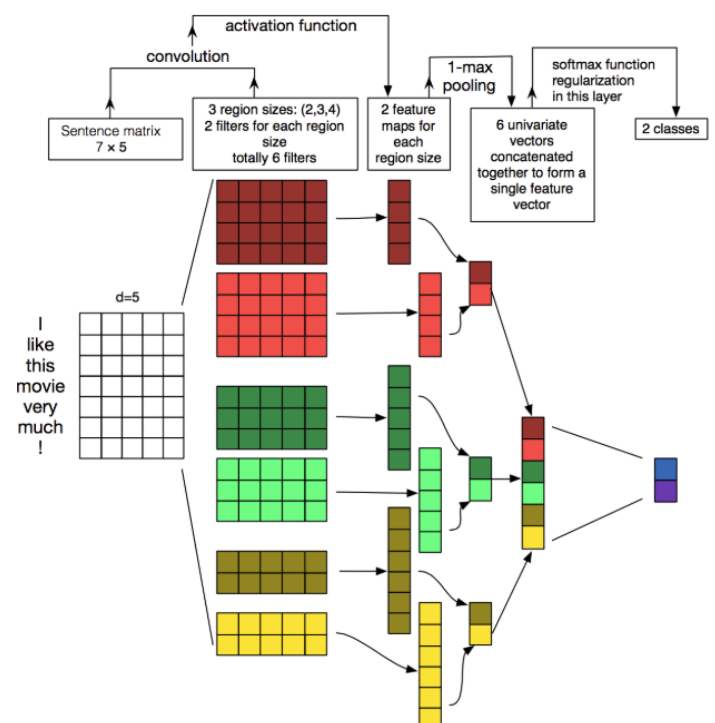 activation function
convolution
1-max
pooling
softmax function
regularization
in this layer
Sentence matrix
7 × 5
3 region sizes: (2,3,4)
2 filters for each region
size
totally 6 filters
2 feature
maps for
each
region size
6 univariate
vectors
concatenated
together to form a
single feature
vector
2 classes
d=5
I
like
this
movie
very
much
!